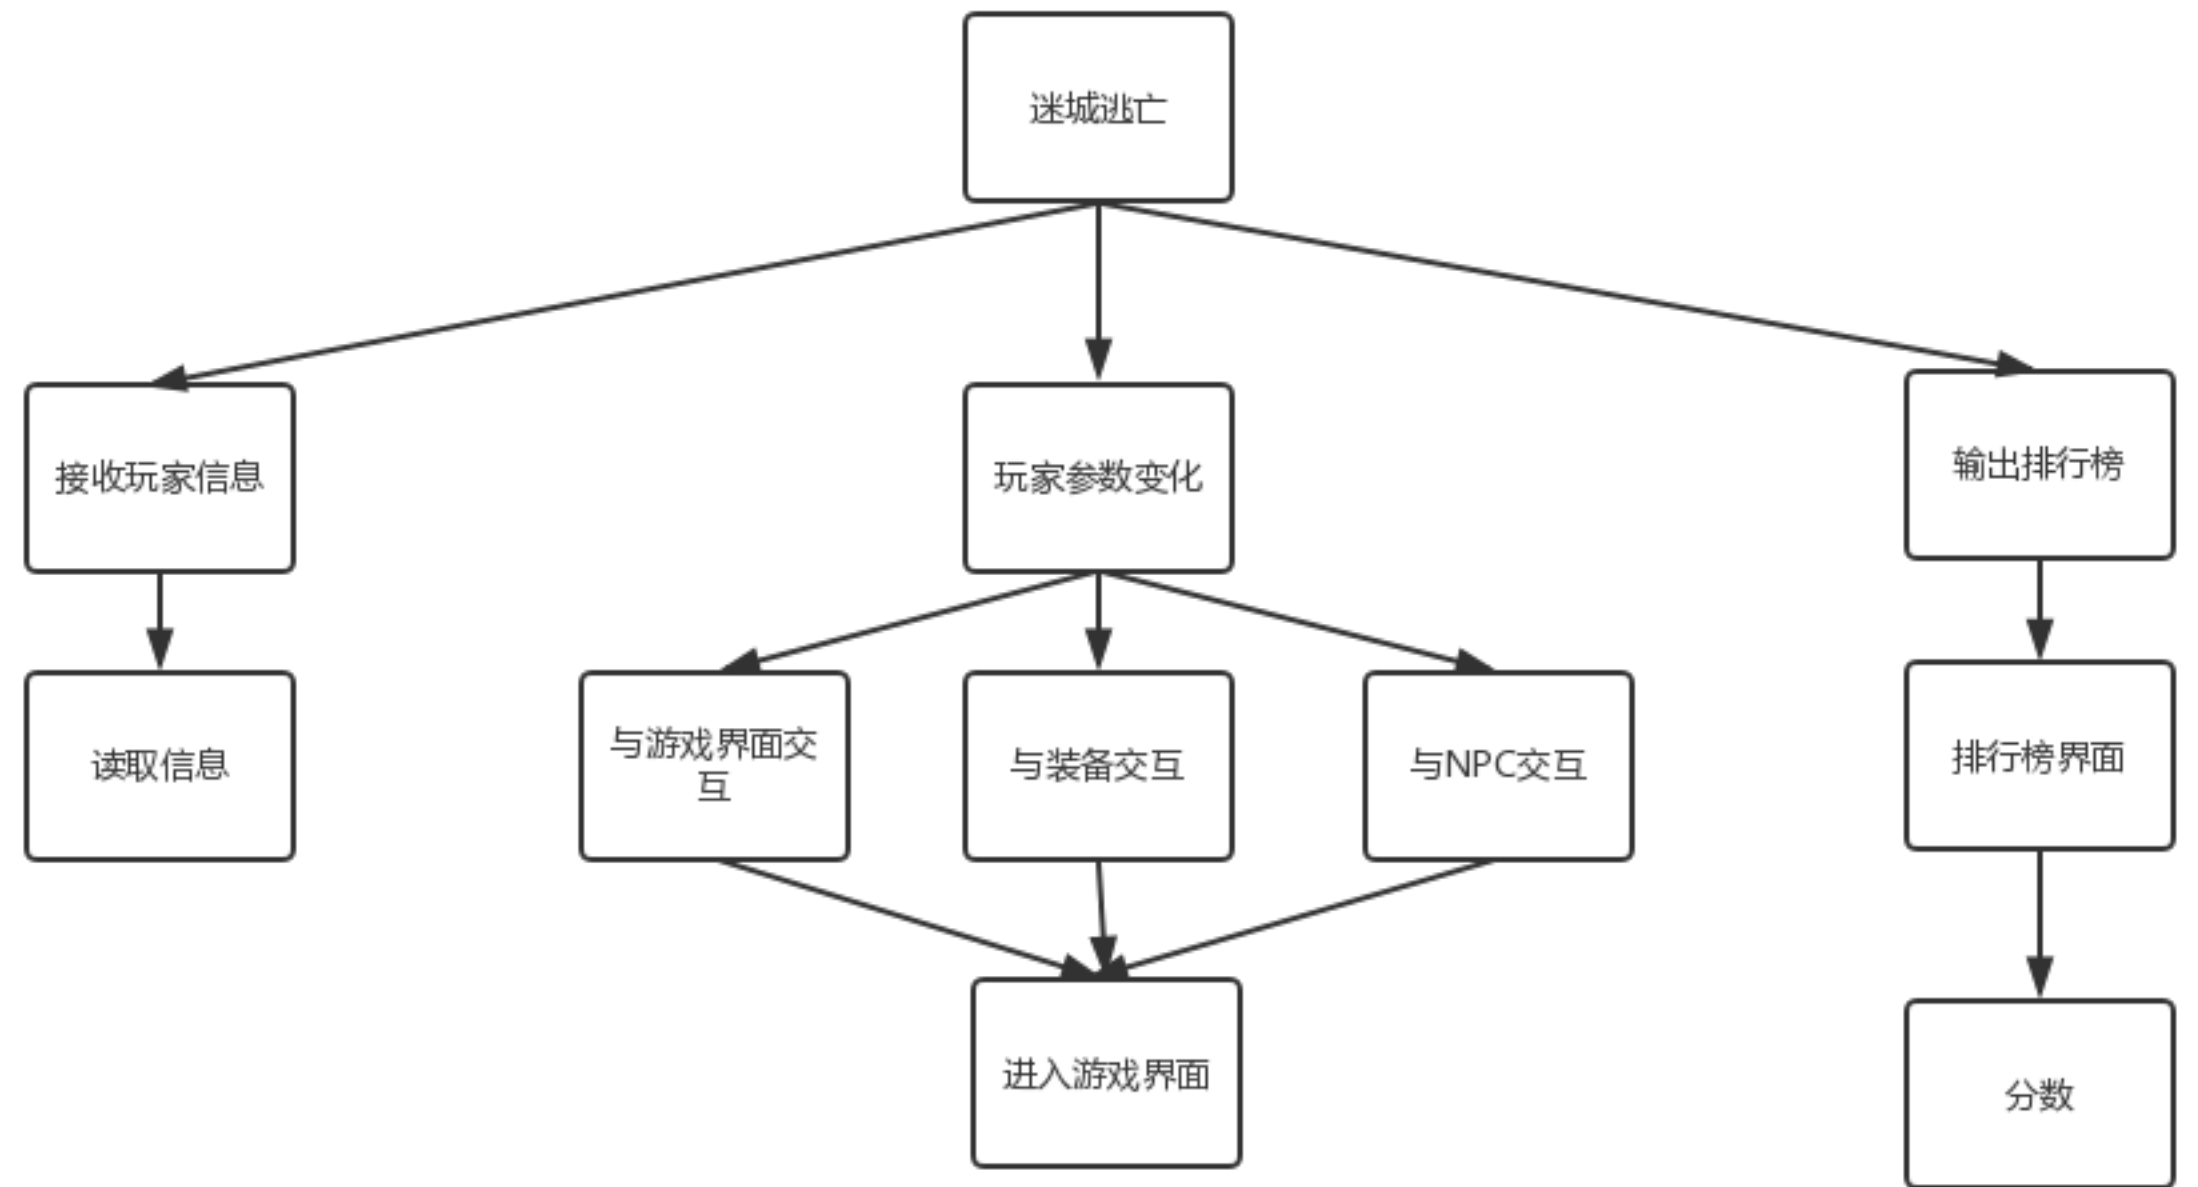 迷城逃亡
接收玩家信息
玩家参数变化
输出排行榜
读取信息
与游戏界面交
互
与装备交互
与NPC交互
排行榜界面
进入游戏界面
分数